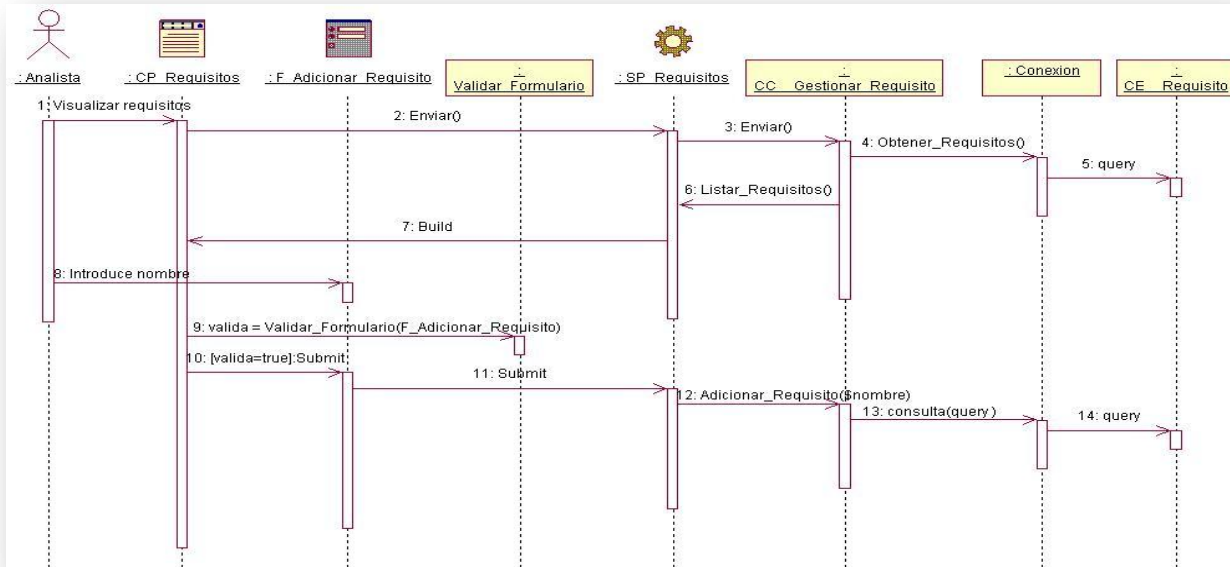 : Analista
: CP_Requisitos
: F_Adicionar_Requisito
:
Validar_Formulario
: SP_Requisitos
:
CC__Gestionar_Requisito
: Conexion
:
CE__Requisito
1: Visualizar requisitos
2: Enviar()
3: Enviar()
4: Obtener_Requisitos()
5: query
6: Listar_Requisitos()
7: Build
8: Introduce nombre
9: valida = Validar_Formulario(F_Adicionar_Requisito)
10: [valida=true]:Submit
11: Submit
12: Adicionar_Requisito($nombre)
13: consulta(query )
14: query